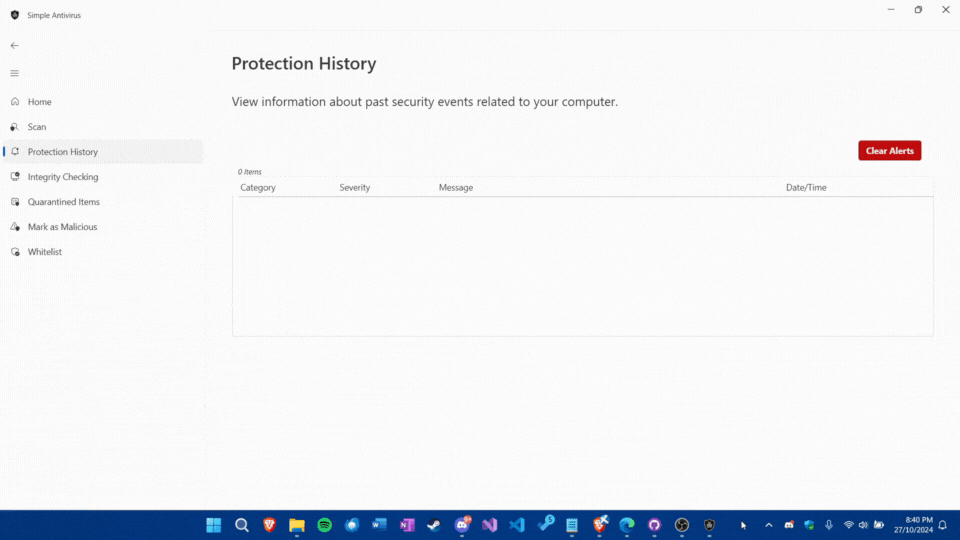 Simple Antivirus
Home
Scan
Protection History
Integrity Checking
Quarantined Items
Mark as Malicious
Whitelist
Protection History
View information about past security events related to your computer.
Clear Alerts
0 Items
Category Severity Message Date/Time
8:40 PM
27/10/2024